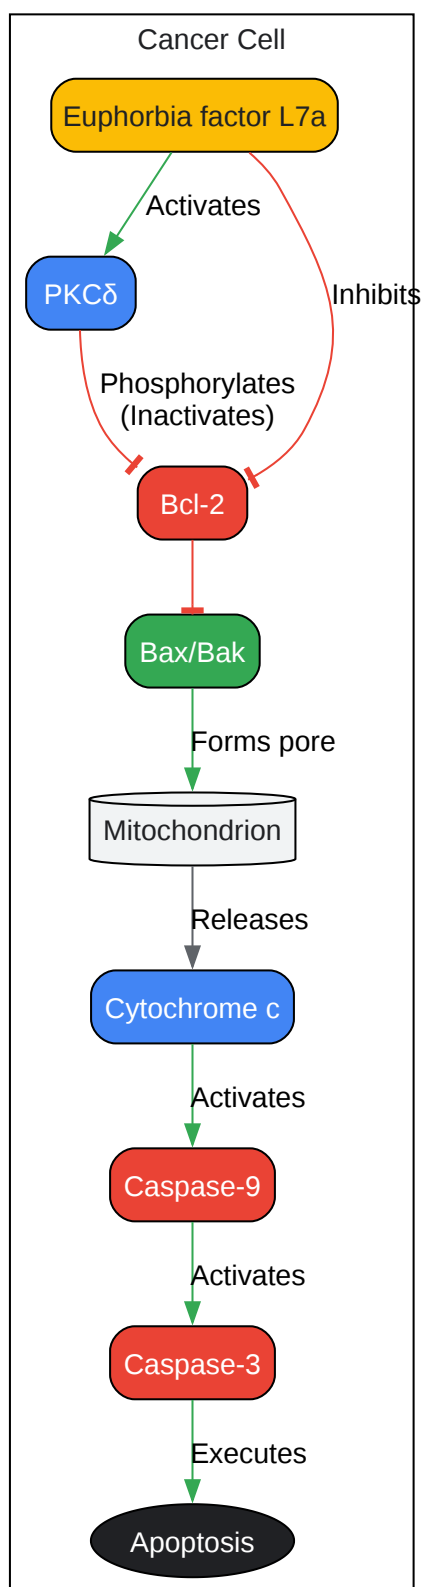 Cancer Cell
Euphorbia factor L7a
Activates
PKCδ
Inhibits
Phosphorylates
(Inactivates)
Bcl-2
Bax/Bak
Forms pore
Mitochondrion
Releases
Cytochrome c
Activates
Caspase-9
Activates
Caspase-3
Executes
Apoptosis